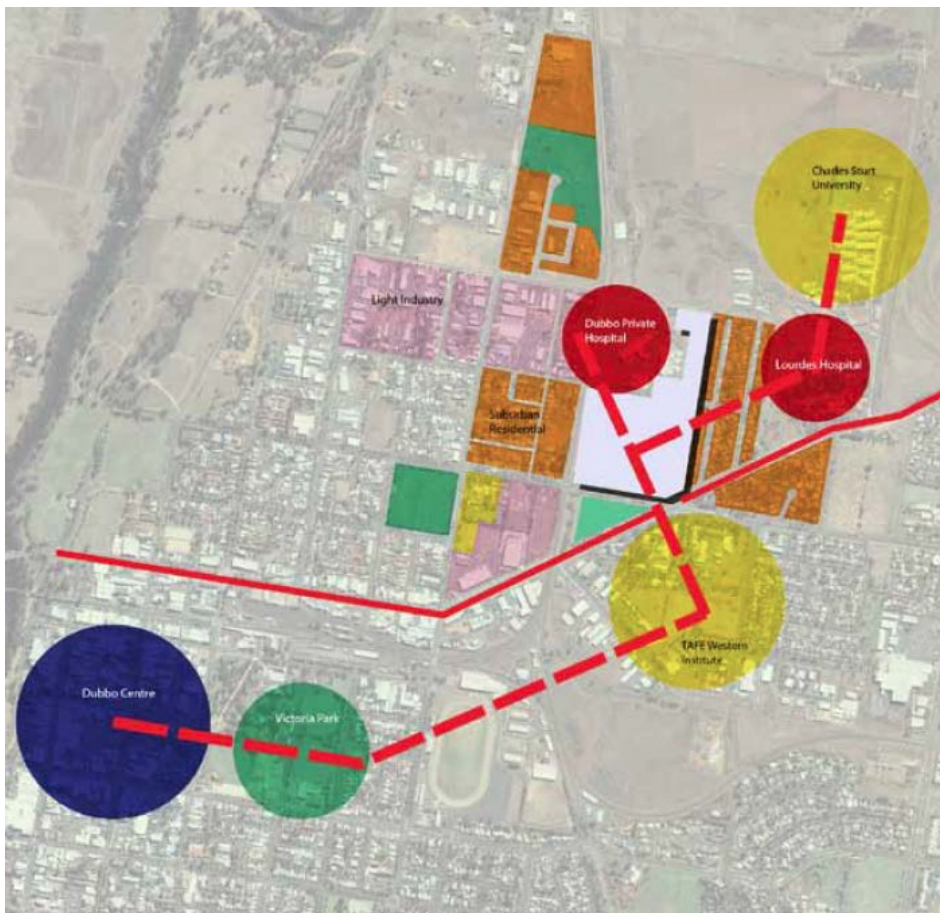 Charles Sturt
University
Light Industry
Dubbo Private
Hospital
Lourdes Hospital
Suburban
Residential
TAFE Western
Institute
Dubbo Centre
Victoria Park